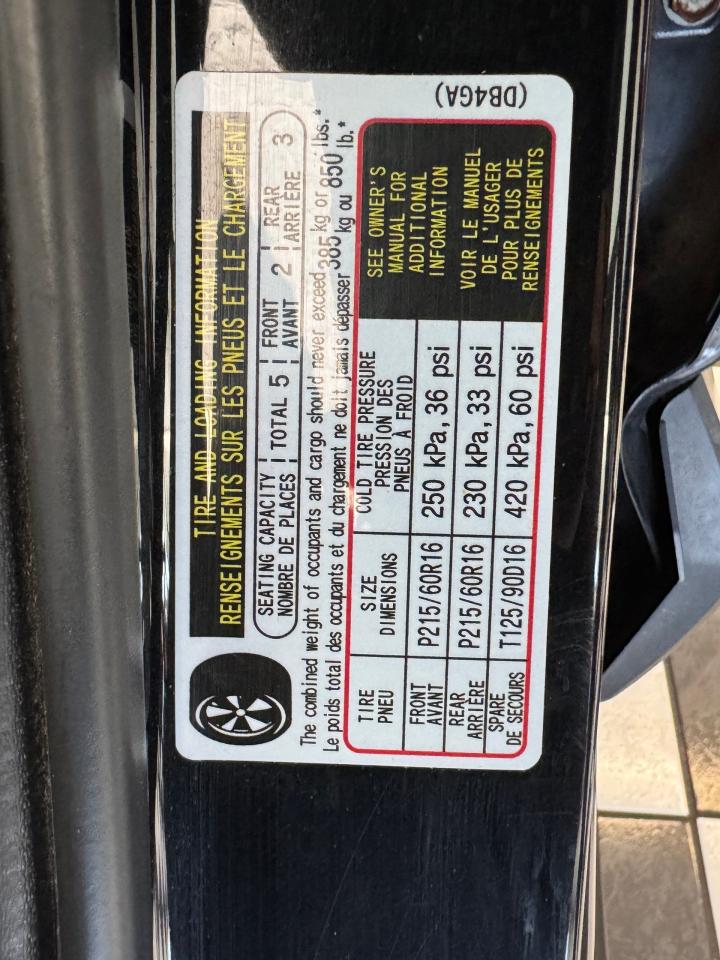 TIRE AND LOADING INFORMATION
RENSEIGNEMENTS SUR LES PNEUS ET LE CHARGEMENT
SEATING CAPACITY | TOTAL 5 | FRONT 2 | REAR 3
NOMBRE DE PLACES | AVANT | ARRIÈRE
The combined weight of occupants and cargo should never exceed 385 kg or 850 lbs.*
Le poids total des occupants et du chargement ne doit jamais dépasser 385 kg ou 850 lb.*
TIRE
PNEU
SIZE
DIMENSIONS
COLD TIRE PRESSURE
PRESSION DES
PNEUS À FROID
FRONT
AVANT
P215/60R16
250 kPa, 36 psi
REAR
ARRIÈRE
P215/60R16
230 kPa, 33 psi
SPARE
DE SECOURS
T125/90D16
420 kPa, 60 psi
SEE OWNER'S
MANUAL FOR
ADDITIONAL
INFORMATION
VOIR LE MANUEL
DE L'USAGER
POUR PLUS DE
RENSEIGNEMENTS
(DB4GA)